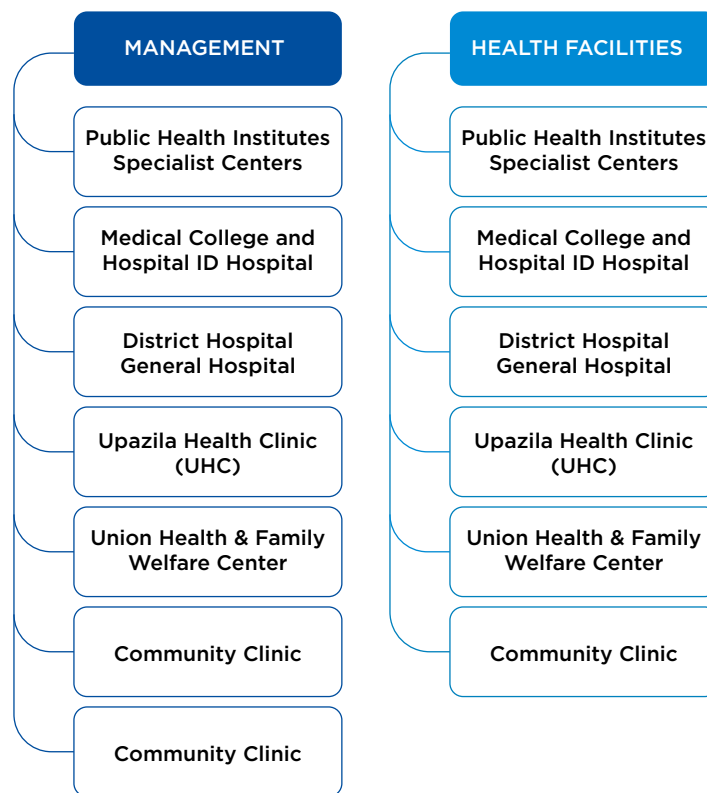 MANAGEMENT
Public Health Institutes
Specialist Centers
Medical College and
Hospital ID Hospital
District Hospital
General Hospital
Upazila Health Clinic
(UHC)
Union Health & Family
Welfare Center
Community Clinic
Community Clinic
HEALTH FACILITIES
Public Health Institutes
Specialist Centers
Medical College and
Hospital ID Hospital
District Hospital
General Hospital
Upazila Health Clinic
(UHC)
Union Health & Family
Welfare Center
Community Clinic